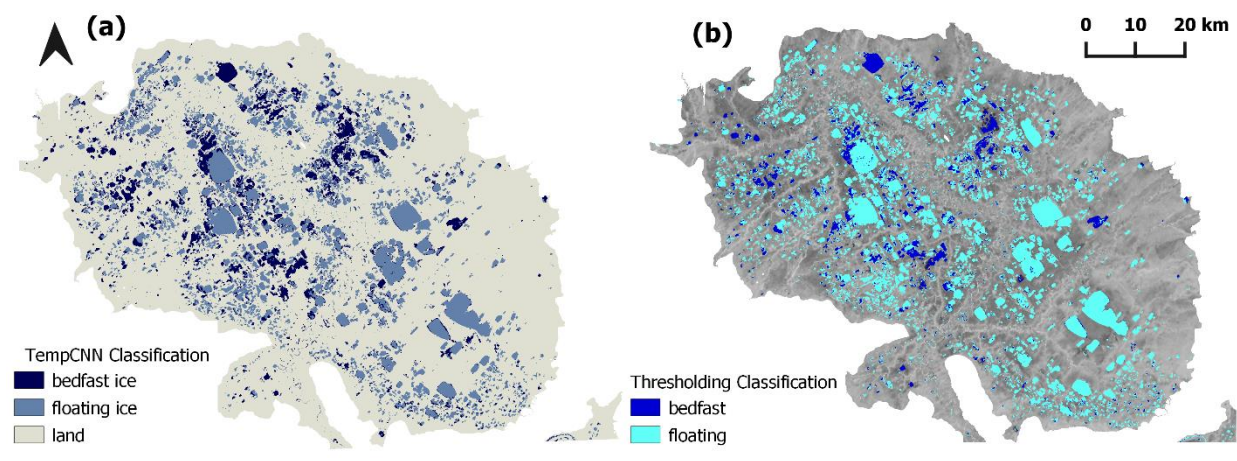 (a)
TempCNN Classification
bedfast ice
floating ice
land
(b)
0 10 20 km
Thresholding Classification
bedfast
floating